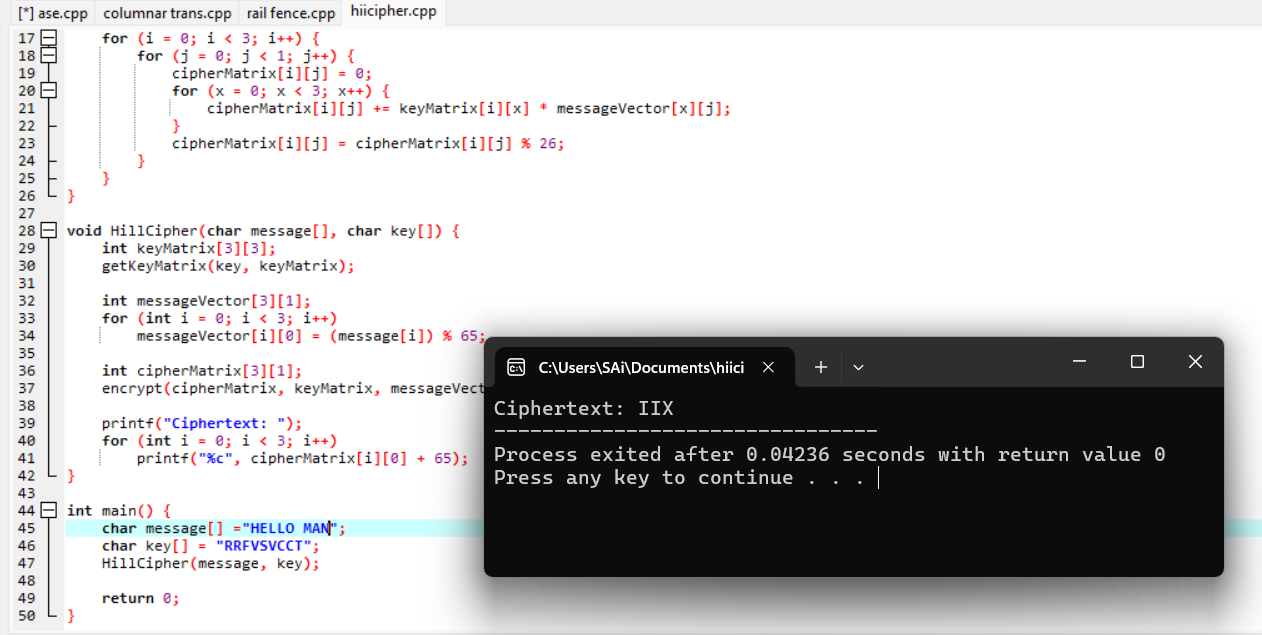 [*] ase.cpp columnar trans.cpp rail fence.cpp hiicipher.cpp
17 for (i = 0; i < 3; i++) {
18 for (j = 0; j < 1; j++) {
19 cipherMatrix[i][j] = 0;
20 for (x = 0; x < 3; x++) {
21 cipherMatrix[i][j] += keyMatrix[i][x] * messageVector[x][j];
22 }
23 cipherMatrix[i][j] = cipherMatrix[i][j] % 26;
24 }
25 }
26 }
27
28 void HillCipher(char message[], char key[]) {
29 int keyMatrix[3][3];
30 getKeyMatrix(key, keyMatrix);
31
32 int messageVector[3][1];
33 for (int i = 0; i < 3; i++)
34 messageVector[i][0] = (message[i]) % 65;
35
36 int cipherMatrix[3][1];
37 encrypt(cipherMatrix, keyMatrix, messageVect
38
39 printf("Ciphertext: ");
40 for (int i = 0; i < 3; i++)
41 printf("%c", cipherMatrix[i][0] + 65);
42 }
43
44 int main() {
45 char message[] ="HELLO MAN";
46 char key[] = "RRFVSVCCT";
47 HillCipher(message, key);
48
49 return 0;
50 }
C:\Users\SAi\Documents\hiici
Ciphertext: IIX
--------------------------------
Process exited after 0.04236 seconds with return value 0
Press any key to continue . . .